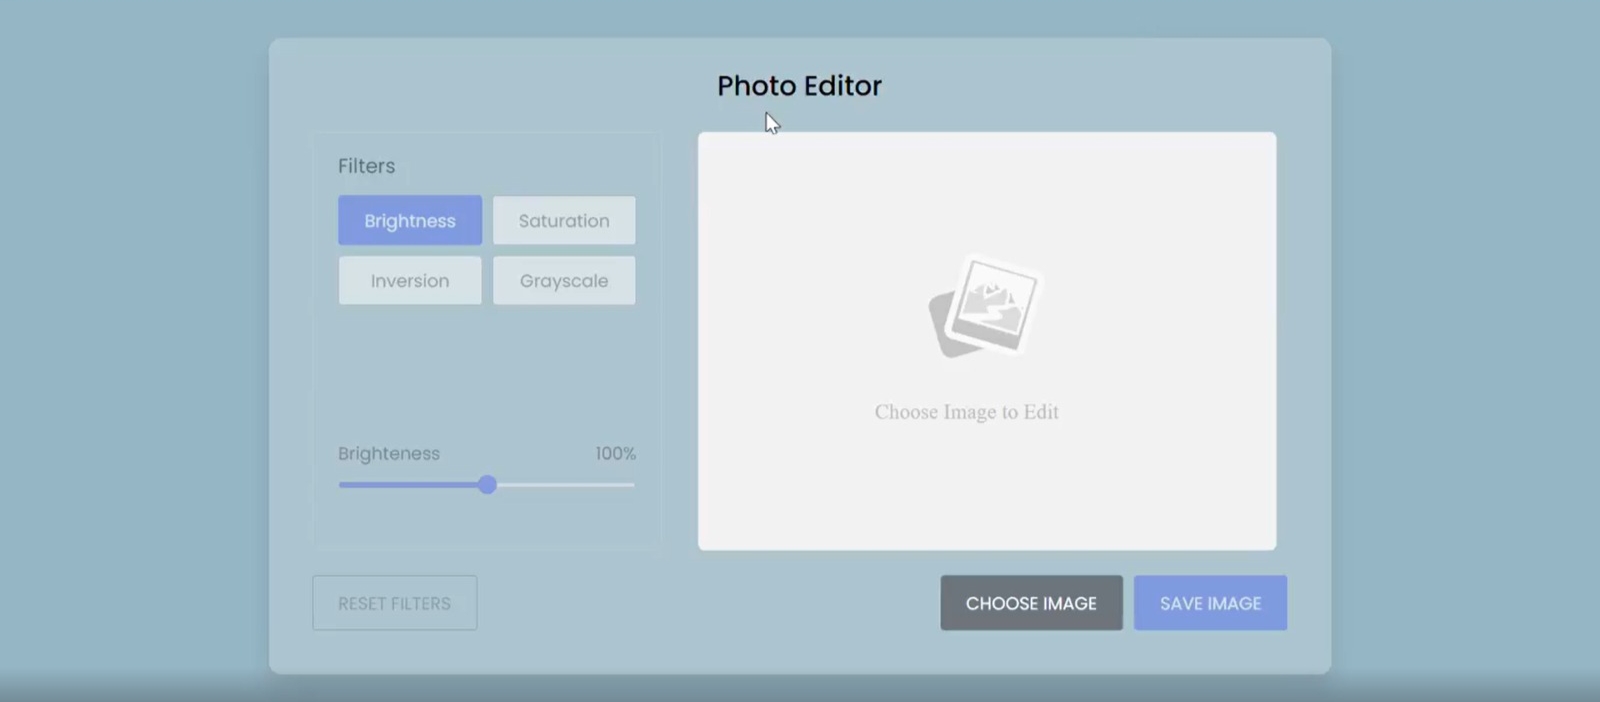 Photo Editor
Filters
Brightness
Saturation
Inversion
Grayscale
Brighteness 100%
Choose Image to Edit
RESET FILTERS
CHOOSE IMAGE
SAVE IMAGE